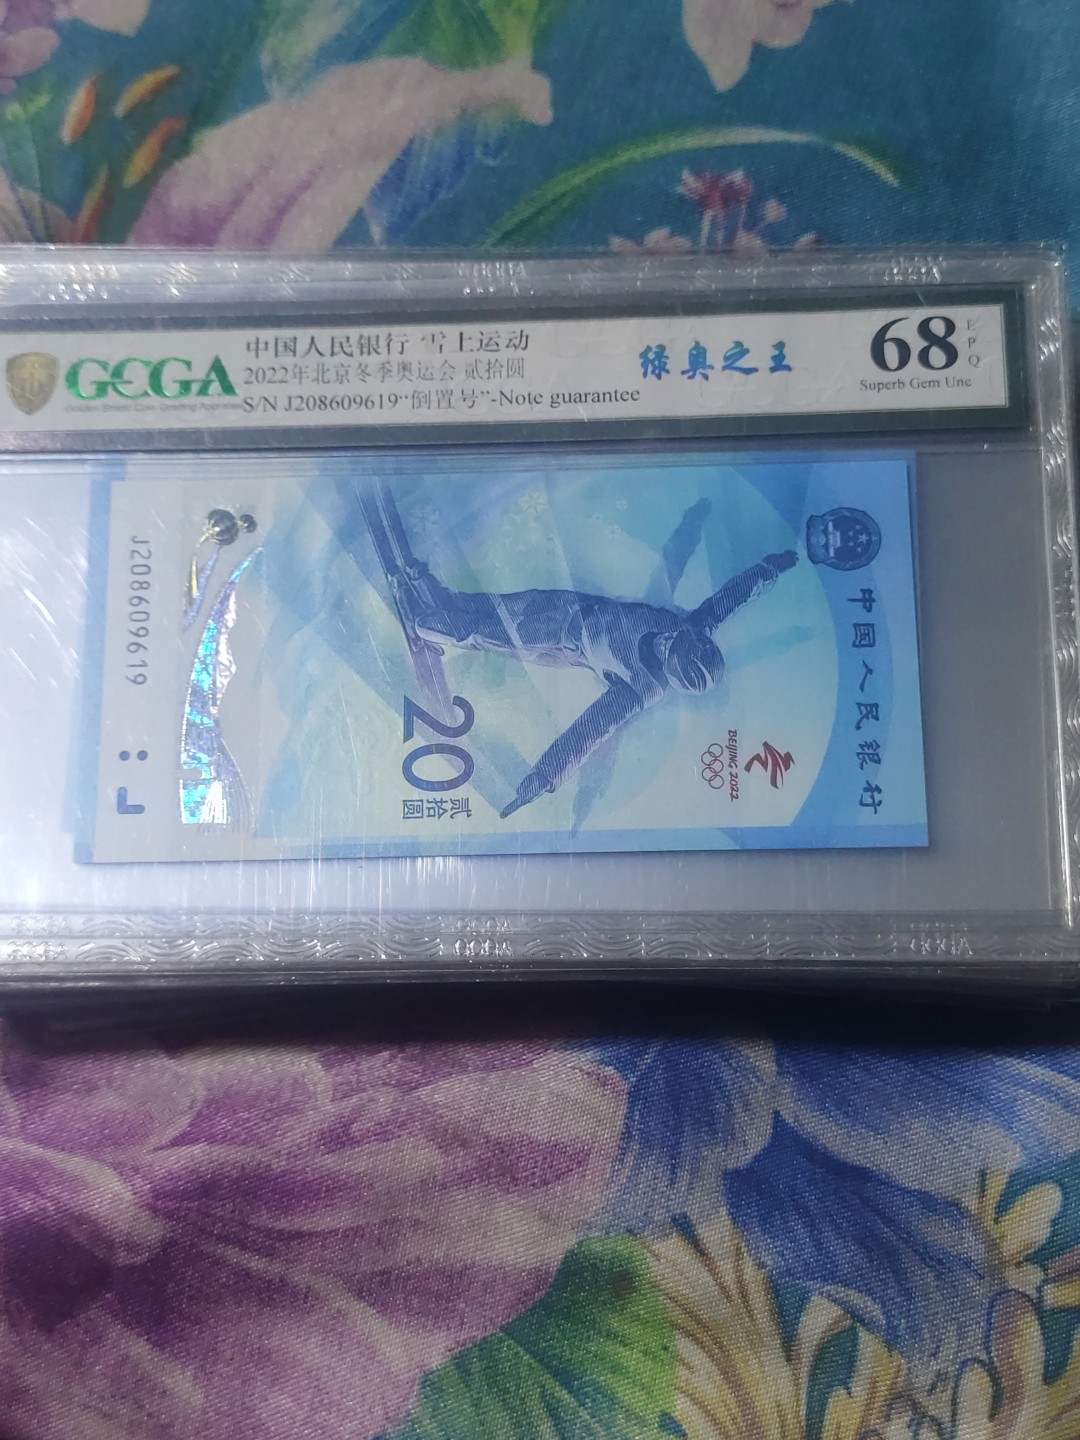 GCGA
中国人民银行 雪上运动
2022年北京冬季奥运会 贰拾圆
S/N J208609619“倒置号”-Note guarantee
绿奥之王
68
EPQ
Superb Gem Unc
中国人民银行
BEIJING 2022
20
贰拾圆
J208609619
GCGA
GCGA